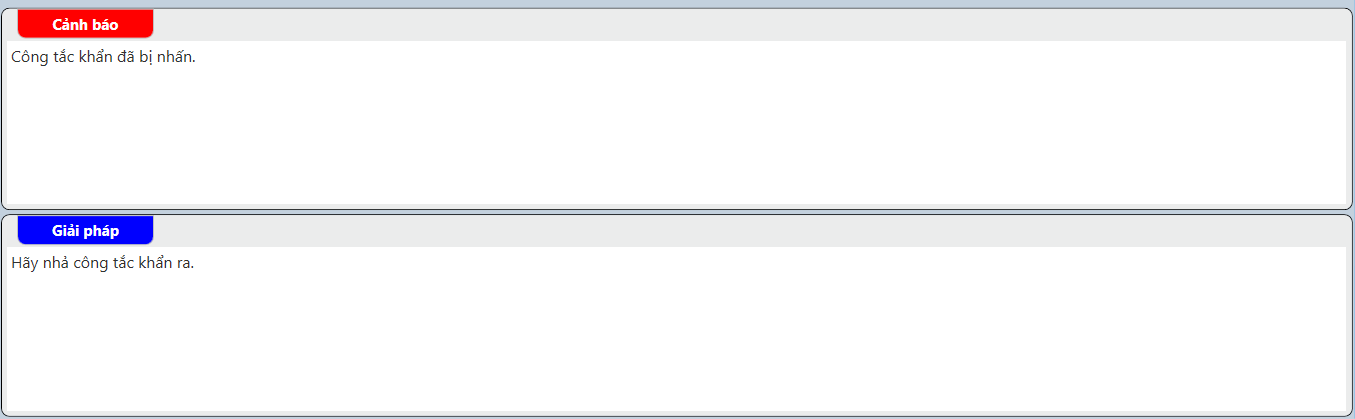 Cảnh báo
Công tắc khẩn đã bị nhấn.
Giải pháp
Hãy nhả công tắc khẩn ra.